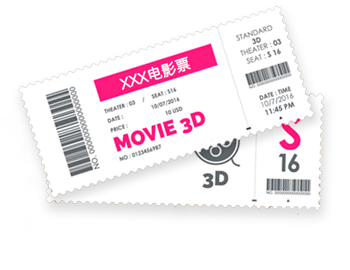 XXX电影票
THEATER : 03 / SEAT : S16
DATE : 10/07/2016
PRICE : 10 USD
MOVIE 3D
NO : 0123456987
STANDARD
3D
THEATER : 03
SEAT : S 16
DATE : TIME
10/7/2016
11:45 PM
3D
S
16